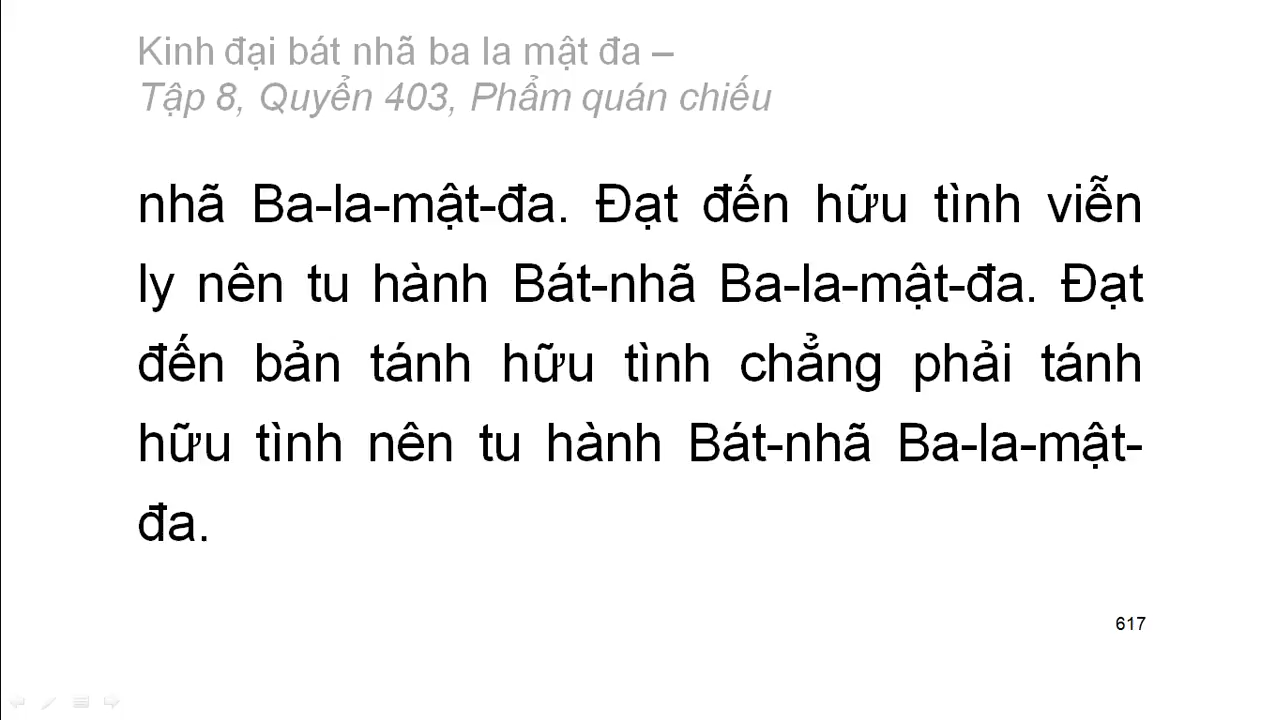 Kinh đại bát nhã ba la mật đa –
Tập 8, Quyển 403, Phẩm quán chiếu
nhã Ba-la-mật-đa. Đạt đến hữu tình viễn
ly nên tu hành Bát-nhã Ba-la-mật-đa. Đạt
đến bản tánh hữu tình chẳng phải tánh
hữu tình nên tu hành Bát-nhã Ba-la-mật-
đa.
617